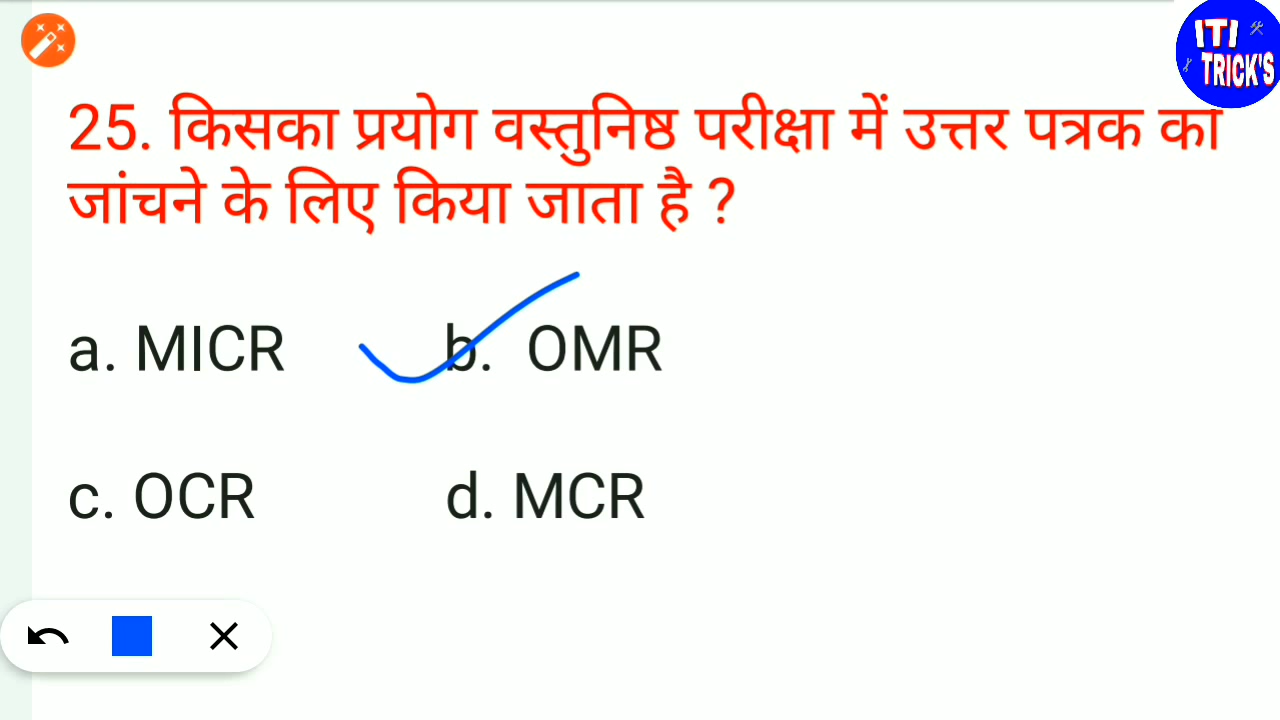 ITI
TRICK'S
25. किसका प्रयोग वस्तुनिष्ठ परीक्षा में उत्तर पत्रक का
जांचने के लिए किया जाता है ?
a. MICR b. OMR
c. OCR d. MCR